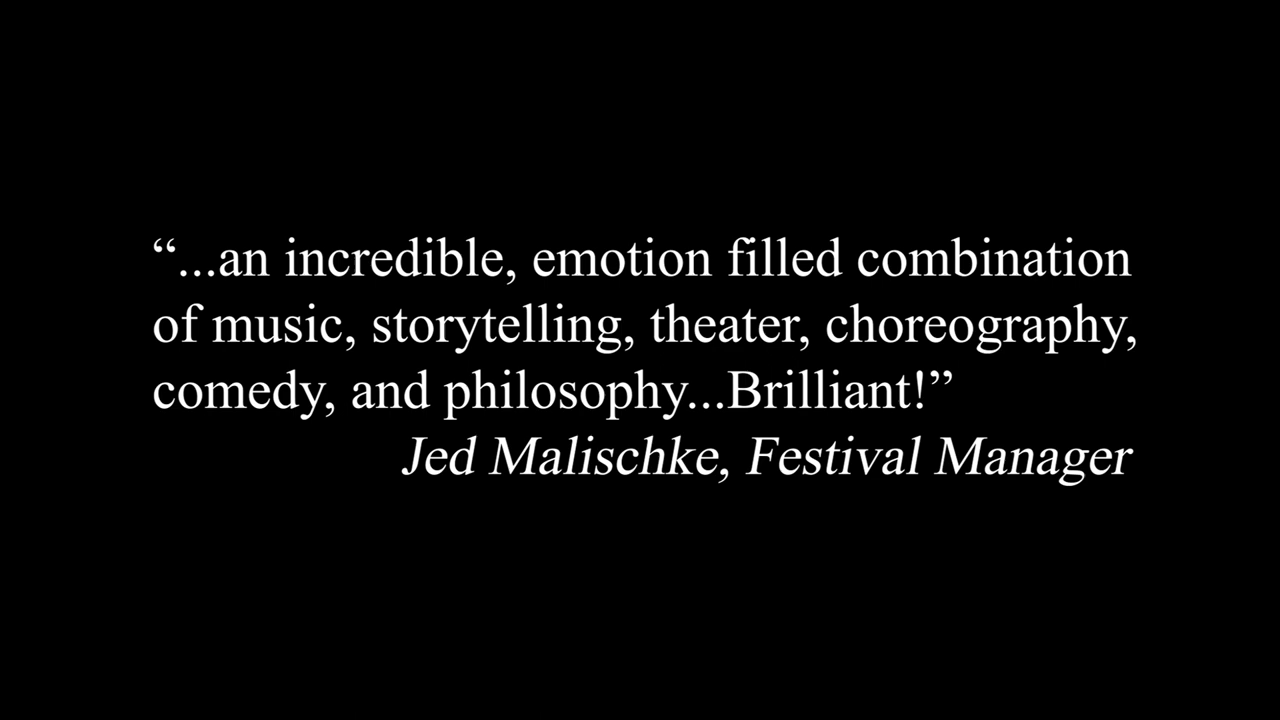 “...an incredible, emotion filled combination
of music, storytelling, theater, choreography,
comedy, and philosophy...Brilliant!”
Jed Malischke, Festival Manager